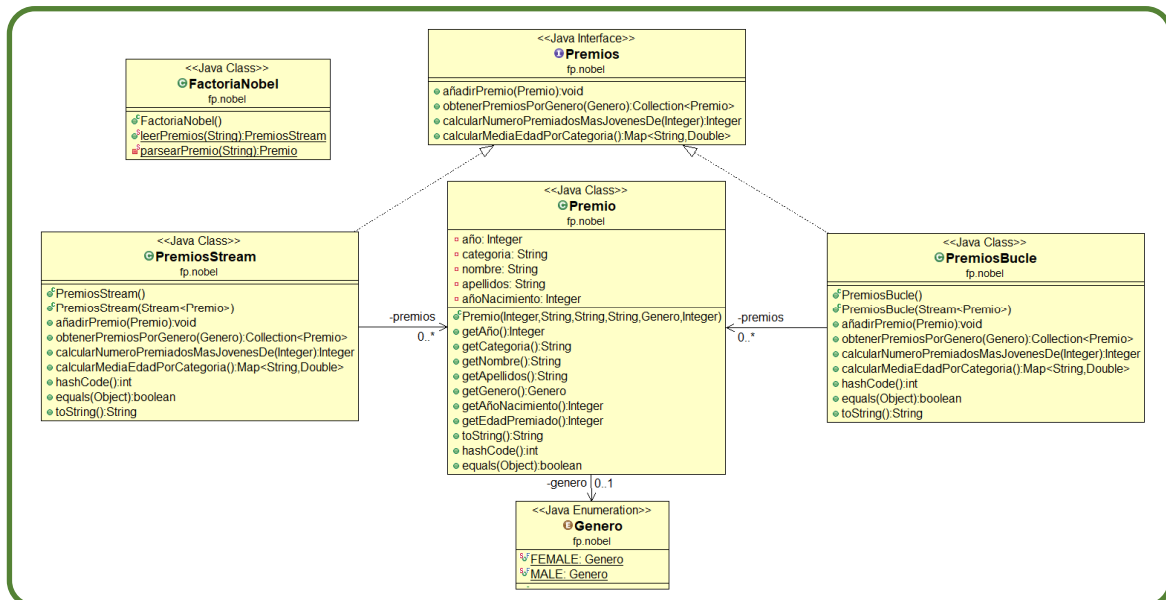 <<Java Class>>
FactoriaNobel
fp.nobel
FactoriaNobel()
leerPremios(String):PremiosStream
parsearPremio(String):Premio
<<Java Interface>>
Premios
fp.nobel
añadirPremio(Premio):void
obtenerPremiosPorGenero(Genero):Collection<Premio>
calcularNumeroPremiadosMasJovenesDe(Integer):Integer
calcularMediaEdadPorCategoria():Map<String,Double>
<<Java Class>>
PremiosStream
fp.nobel
PremiosStream()
PremiosStream(Stream<Premio>)
añadirPremio(Premio):void
obtenerPremiosPorGenero(Genero):Collection<Premio>
calcularNumeroPremiadosMasJovenesDe(Integer):Integer
calcularMediaEdadPorCategoria():Map<String,Double>
hashCode():int
equals(Object):boolean
toString():String
-premios
0..*
<<Java Class>>
Premio
fp.nobel
año: Integer
categoria: String
nombre: String
apellidos: String
añoNacimiento: Integer
Premio(Integer,String,String,String,Genero,Integer)
getAño():Integer
getCategoria():String
getNombre():String
getApellidos():String
getGenero():Genero
getAñoNacimiento():Integer
getEdadPremiado():Integer
toString():String
hashCode():int
equals(Object):boolean
-premios
0..*
<<Java Class>>
PremiosBucle
fp.nobel
PremiosBucle()
PremiosBucle(Stream<Premio>)
añadirPremio(Premio):void
obtenerPremiosPorGenero(Genero):Collection<Premio>
calcularNumeroPremiadosMasJovenesDe(Integer):Integer
calcularMediaEdadPorCategoria():Map<String,Double>
hashCode():int
equals(Object):boolean
toString():String
-genero 0..1
<<Java Enumeration>>
Genero
fp.nobel
FEMALE: Genero
MALE: Genero